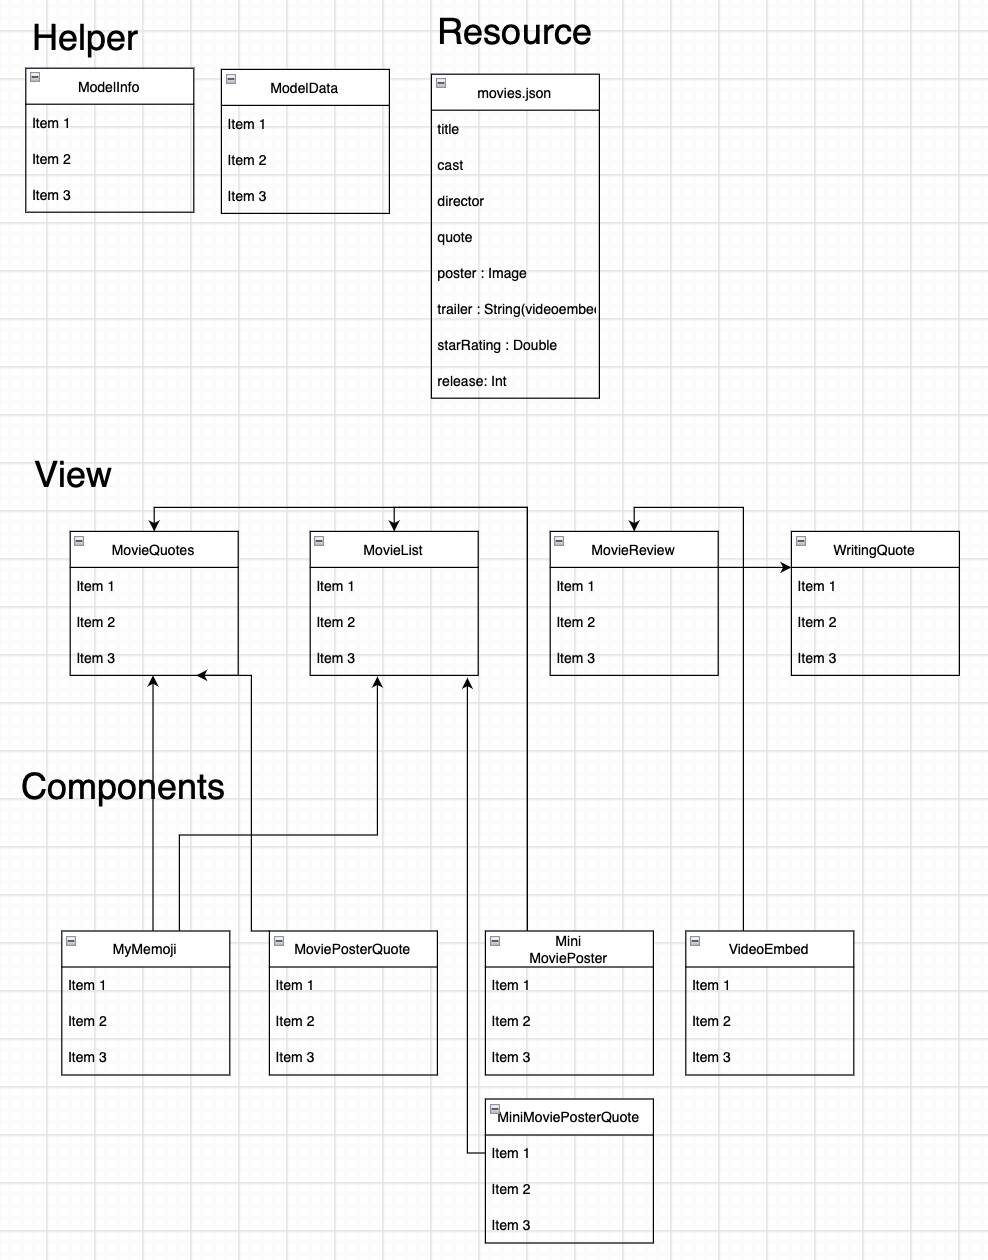 Helper
Resource
ModelInfo
Item 1
Item 2
Item 3
ModelData
Item 1
Item 2
Item 3
movies.json
title
cast
director
quote
poster : Image
trailer : String(videoembe
starRating : Double
release: Int
View
MovieQuotes
Item 1
Item 2
Item 3
MovieList
Item 1
Item 2
Item 3
MovieReview
Item 1
Item 2
Item 3
WritingQuote
Item 1
Item 2
Item 3
Components
MyMemoji
Item 1
Item 2
Item 3
MoviePosterQuote
Item 1
Item 2
Item 3
Mini
MoviePoster
Item 1
Item 2
Item 3
VideoEmbed
Item 1
Item 2
Item 3
MiniMoviePosterQuote
Item 1
Item 2
Item 3